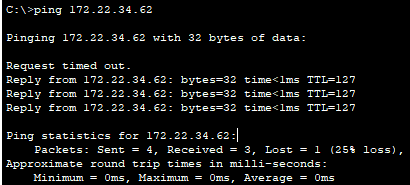 C:\>ping 172.22.34.62
Pinging 172.22.34.62 with 32 bytes of data:
Request timed out.
Reply from 172.22.34.62: bytes=32 time<1ms TTL=127
Reply from 172.22.34.62: bytes=32 time<1ms TTL=127
Reply from 172.22.34.62: bytes=32 time<1ms TTL=127
Ping statistics for 172.22.34.62:
Packets: Sent = 4, Received = 3, Lost = 1 (25% loss),
Approximate round trip times in milli-seconds:
Minimum = 0ms, Maximum = 0ms, Average = 0ms